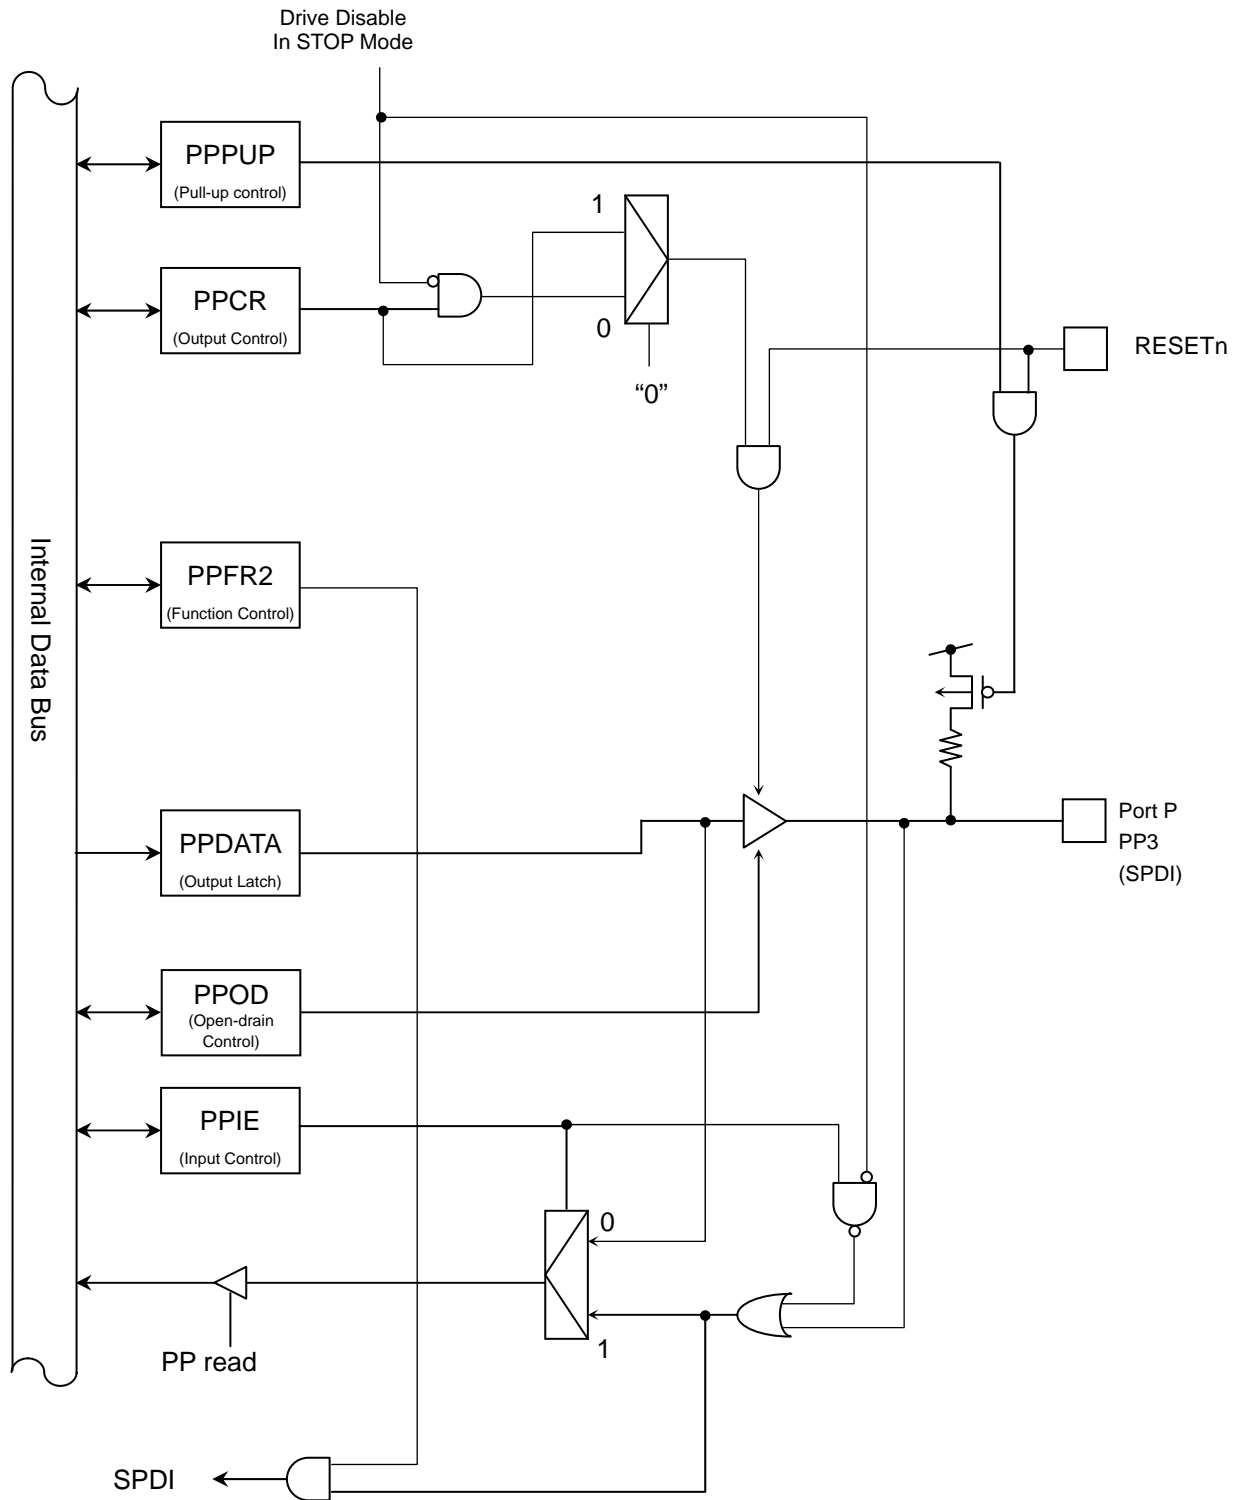 Drive Disable
In STOP Mode
PPPUP
(Pull-up control)
1
PPCR
(Output Control)
0
“0”
RESETn
Internal Data Bus
PPFR2
(Function Control)
PPDATA
(Output Latch)
Port P
PP3
(SPDI)
PPOD
(Open-drain
Control)
PPIE
(Input Control)
0
1
PP read
SPDI